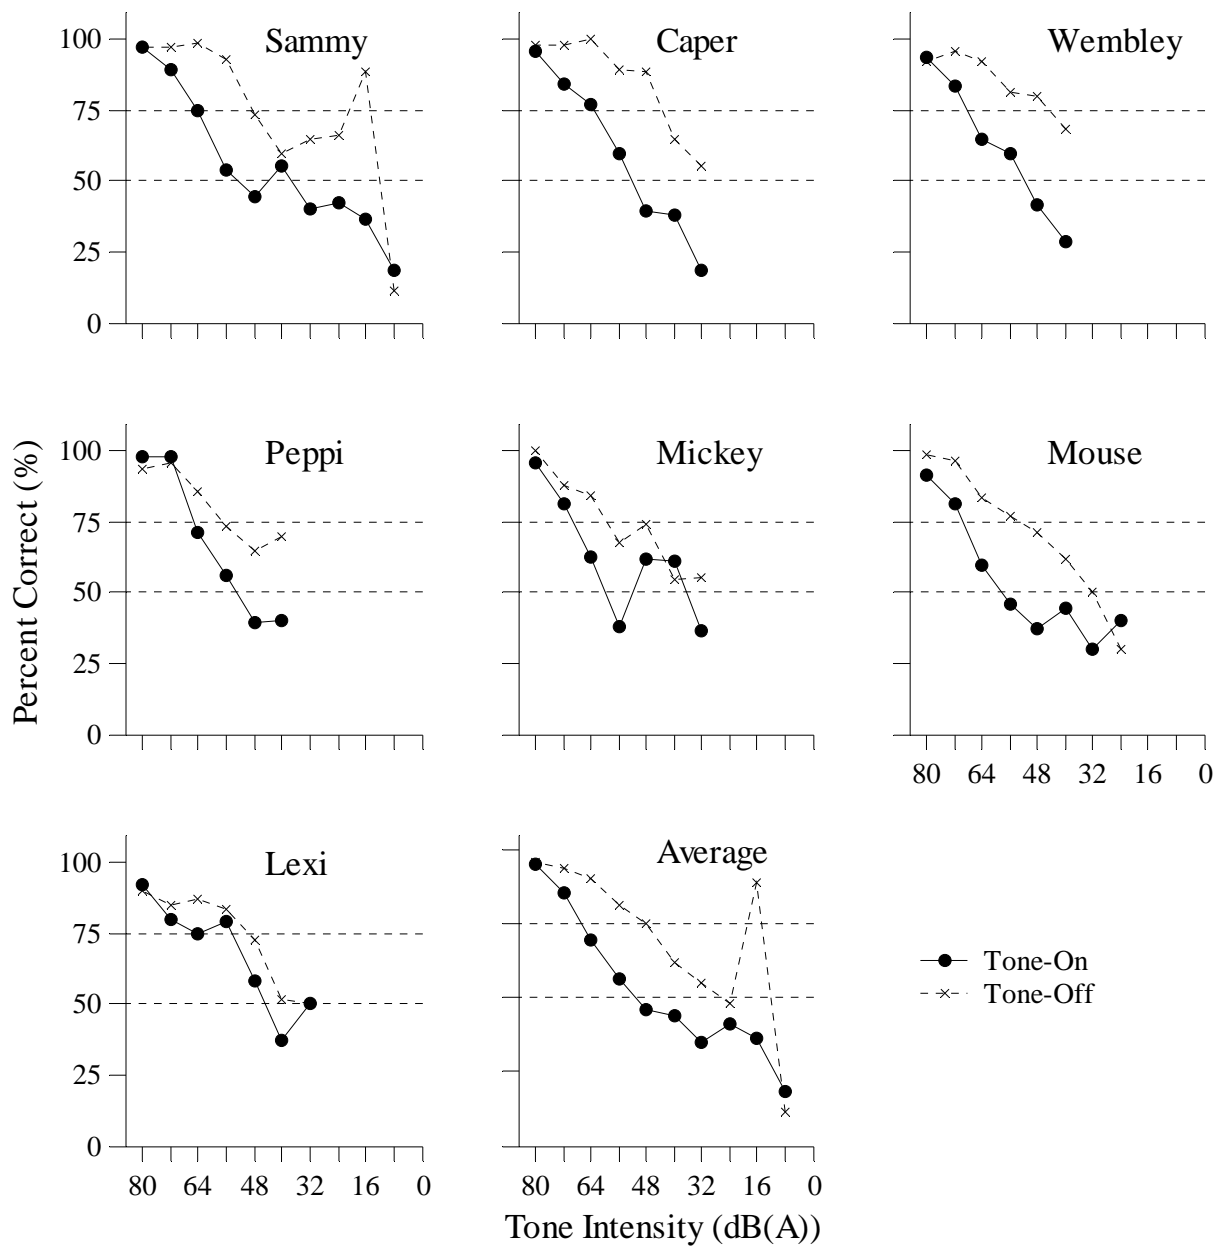 Sammy
Caper
Wembley
100
75
50
25
0
Percent Correct (%)
Peppi
Mickey
Mouse
100
75
50
25
0
80 64 48 32 16 0
Lexi
Average
100
75
50
25
0
Tone-On
Tone-Off
80 64 48 32 16 0
80 64 48 32 16 0
Tone Intensity (dB(A))